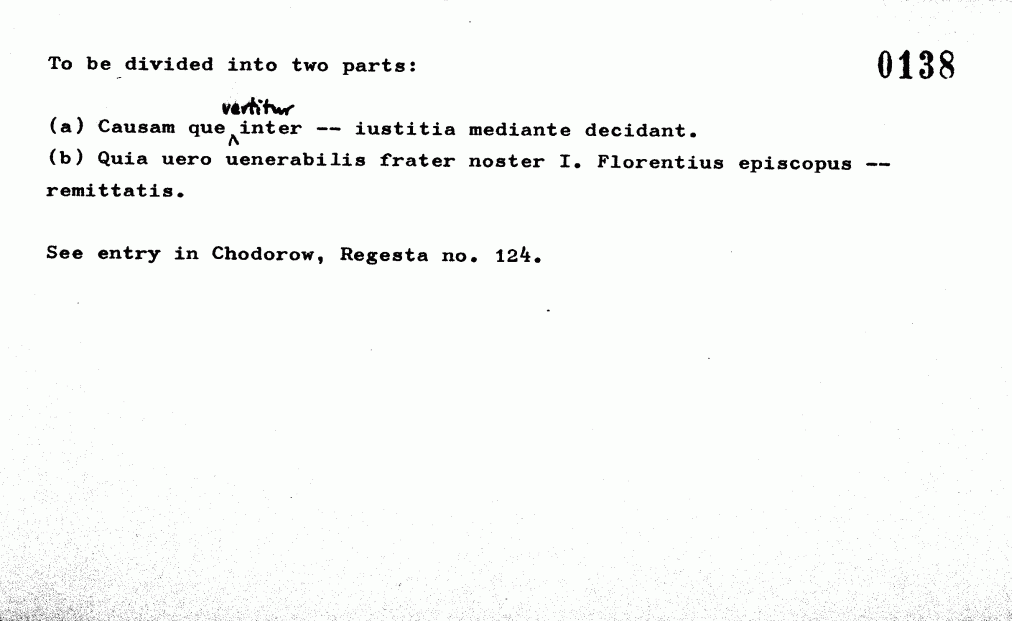 To be divided into two parts:
0138
(a) Causam que vertitur inter -- iustitia mediante decidant.
(b) Quia uero uenerabilis frater noster I. Florentius episcopus --
remittatis.
See entry in Chodorow, Regesta no. 124.